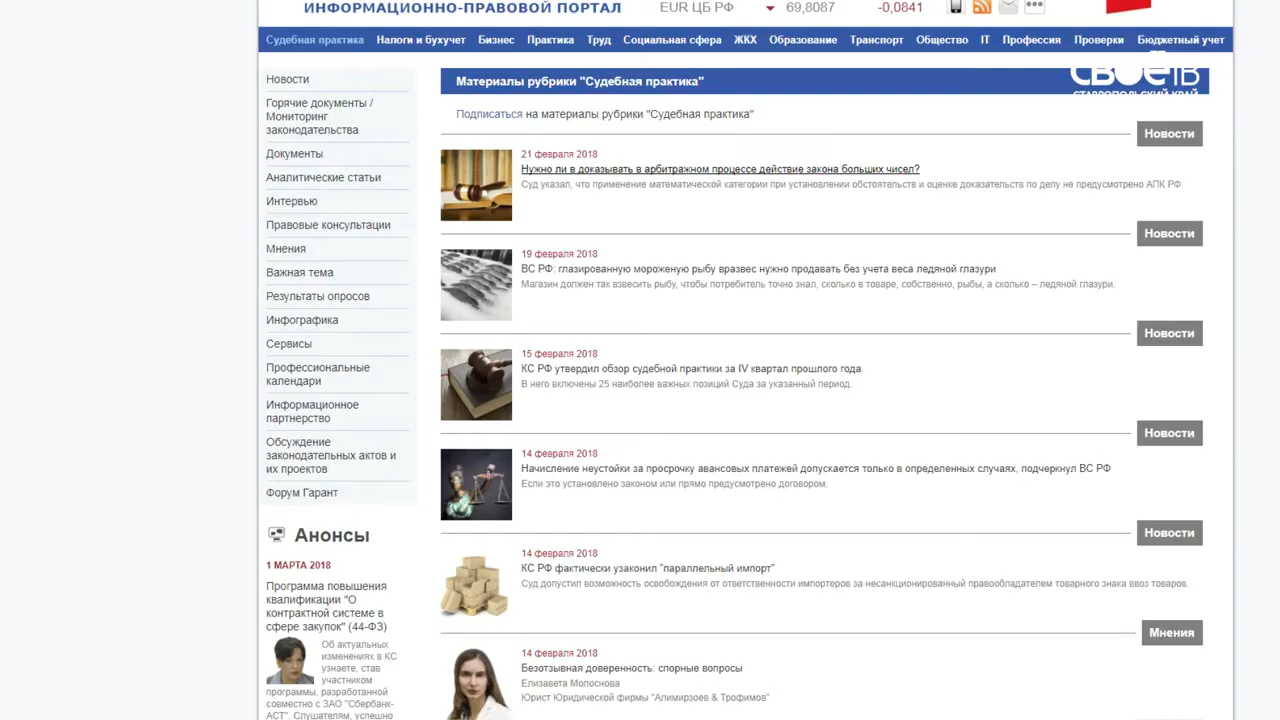 ИНФОРМАЦИОННО-ПРАВОВОЙ ПОРТАЛ
EUR ЦБ РФ 69,8087 -0,0841
Судебная практика Налоги и бухучет Бизнес Практика Труд Социальная сфера ЖКХ Образование Транспорт Общество IT Профессия Проверки Бюджетный учет
Новости
Горячие документы /
Мониторинг
законодательства
Документы
Аналитические статьи
Интервью
Правовые консультации
Мнения
Важная тема
Результаты опросов
Инфографика
Сервисы
Профессиональные
календари
Информационное
партнерство
Обсуждение
законодательных актов и
их проектов
Форум Гарант
Анонсы
1 МАРТА 2018
Программа повышения
квалификации "О
контрактной системе в
сфере закупок" (44-ФЗ)
Об актуальных
изменениях в КС
узнаете, став
участником
программы, разработанной
совместно с ЗАО "Сбербанк-
АСТ". Слушателям, успешно
Материалы рубрики "Судебная практика"
СВОЕТВ
СТАВРОПОЛЬСКИЙ КРАЙ
Подписаться на материалы рубрики "Судебная практика"
Новости
21 февраля 2018
Нужно ли в доказывать в арбитражном процессе действие закона больших чисел?
Суд указал, что применение математической категории при установлении обстоятельств и оценке доказательств по делу не предусмотрено АПК РФ.
Новости
19 февраля 2018
ВС РФ: глазированную мороженую рыбу вразвес нужно продавать без учета веса ледяной глазури
Магазин должен так взвесить рыбу, чтобы потребитель точно знал, сколько в товаре, собственно, рыбы, а сколько – ледяной глазури.
Новости
15 февраля 2018
КС РФ утвердил обзор судебной практики за IV квартал прошлого года
В него включены 25 наиболее важных позиций Суда за указанный период.
Новости
14 февраля 2018
Начисление неустойки за просрочку авансовых платежей допускается только в определенных случаях, подчеркнул ВС РФ
Если это установлено законом или прямо предусмотрено договором.
Новости
14 февраля 2018
КС РФ фактически узаконил "параллельный импорт"
Суд допустил возможность освобождения от ответственности импортеров за несанкционированный правообладателем товарного знака ввоз товаров.
Мнения
14 февраля 2018
Безотзывная доверенность: спорные вопросы
Елизавета Молоснова
Юрист Юридической фирмы "Алимирзоев & Трофимов"